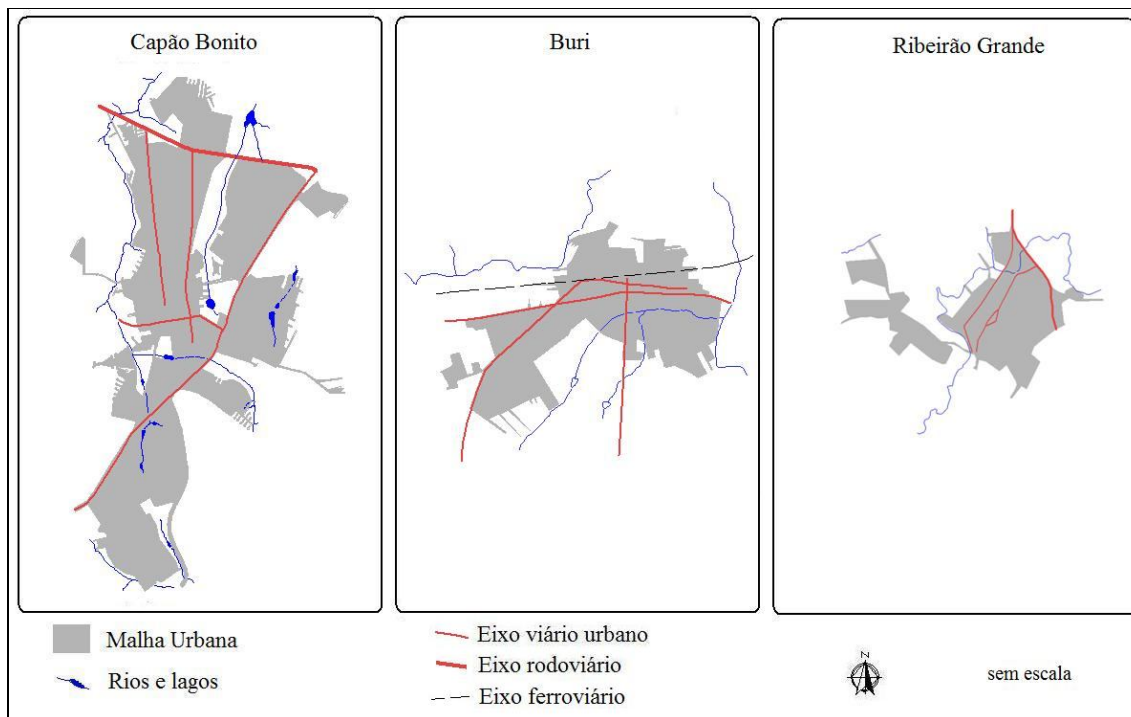 Capão Bonito
Buri
Ribeirão Grande
Malha Urbana
Rios e lagos
Eixo viário urbano
Eixo rodoviário
Eixo ferroviário
N
sem escala